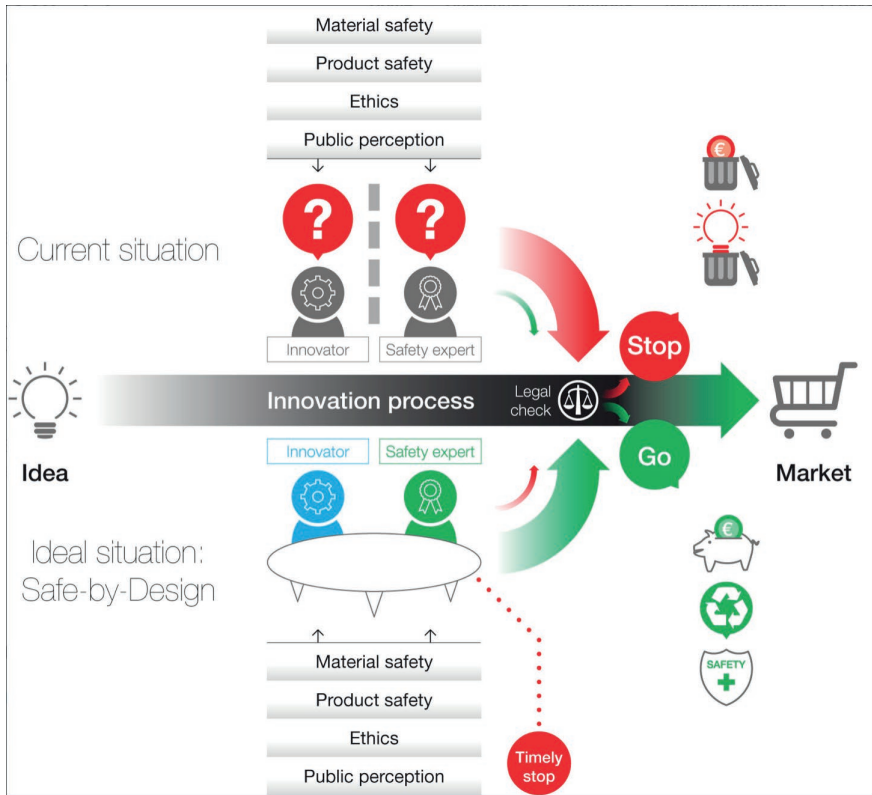 Material safety
Product safety
Ethics
Public perception
? ?
Current situation
€
Innovator
Safety expert
Stop
Innovation process
Legal
check
Idea
Market
Innovator
Safety expert
Go
Ideal situation:
Safe-by-Design
€
SAFETY
Material safety
Product safety
Ethics
Public perception
Timely
stop